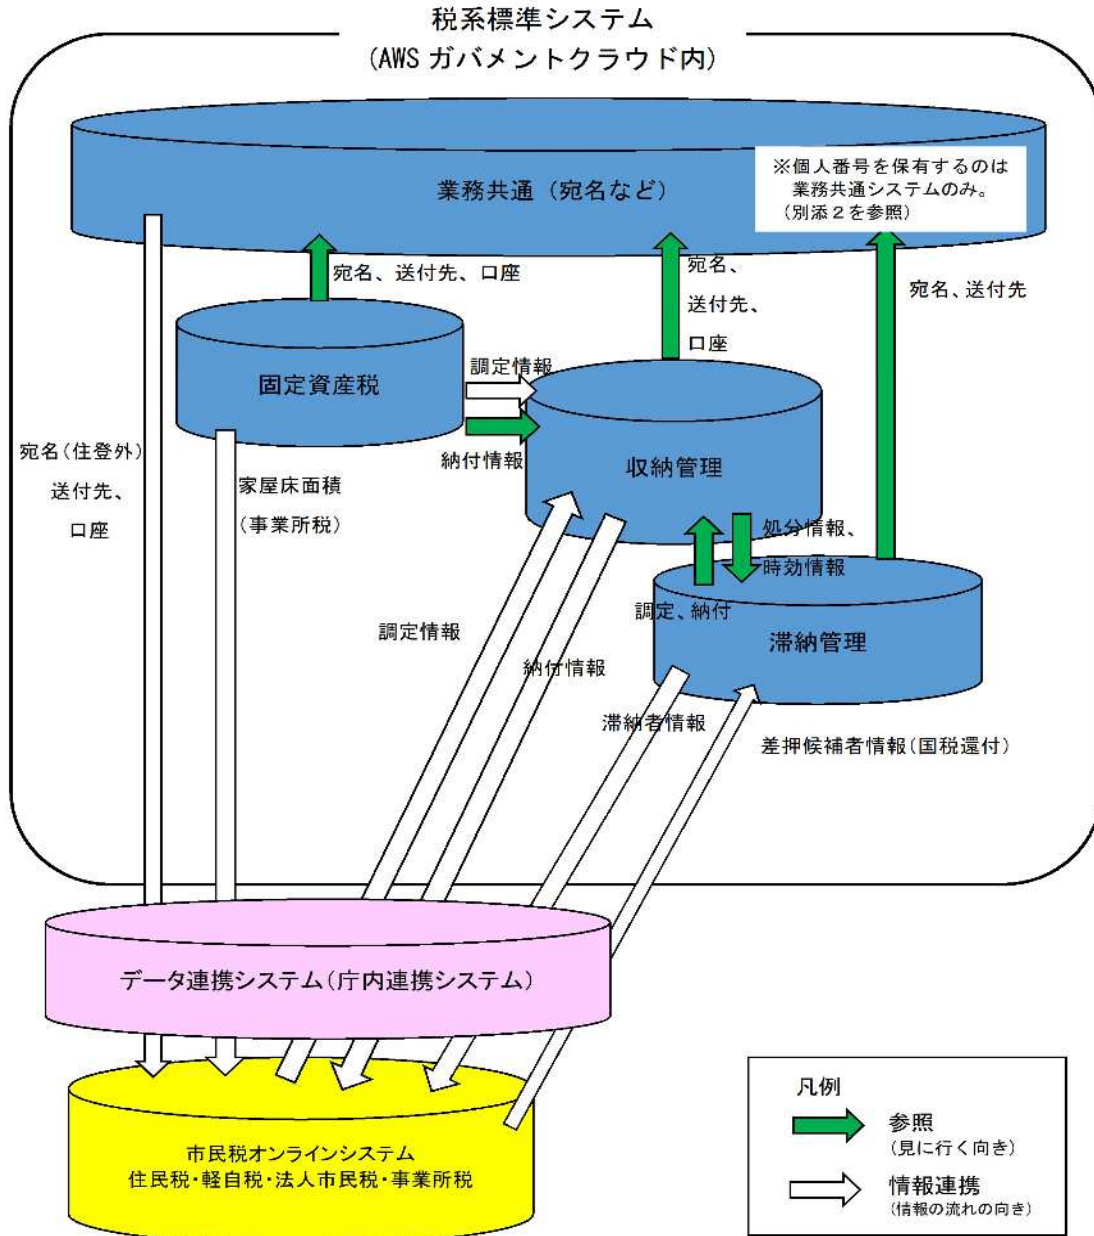 税系標準システム
(AWS ガバメントクラウド内)
※個人番号を保有するのは
業務共通システムのみ。
(別添2を参照)
業務共通（宛名など）
宛名、送付先、口座
宛名、
送付先、
口座
宛名、送付先
固定資産税
調定情報
納付情報
収納管理
宛名(住登外)
送付先、
口座
家屋床面積
(事業所税)
処分情報、
時効情報
調定、納付
滞納管理
調定情報
納付情報
滞納者情報
差押候補者情報(国税還付)
データ連携システム(庁内連携システム)
市民税オンラインシステム
住民税・軽自税・法人市民税・事業所税
凡例
参照
(見に行く向き)
情報連携
(情報の流れの向き)